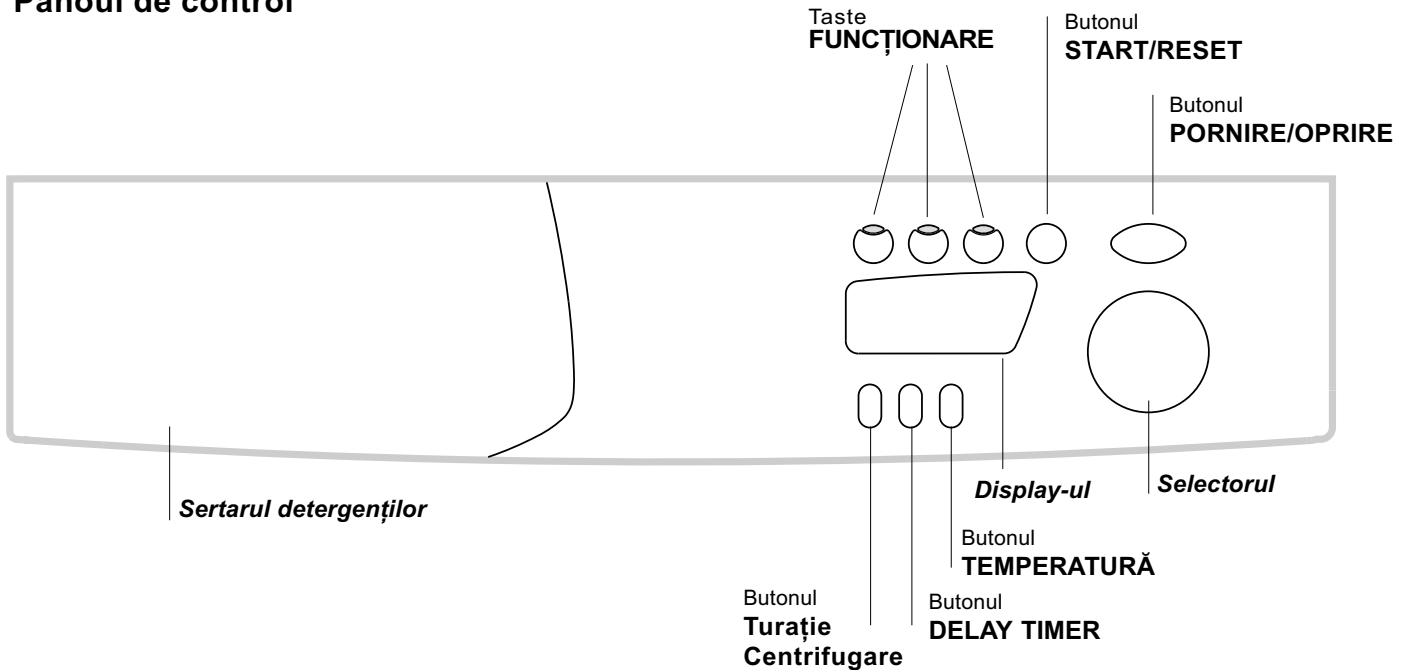 Panoul de control
Taste
FUNCȚIONARE
Butonul
START/RESET
Butonul
PORNIRE/OPRIRE
Sertarul detergenților
Display-ul
Selectorul
Butonul
TEMPERATURĂ
Butonul
DELAY TIMER
Butonul
Turație
Centrifugare